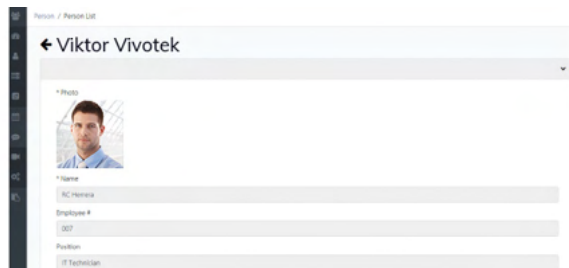 Person / Person List
Viktor Vivotek
* Photo
* Name
RC Herrera
Employee #
007
Position
IT Technician